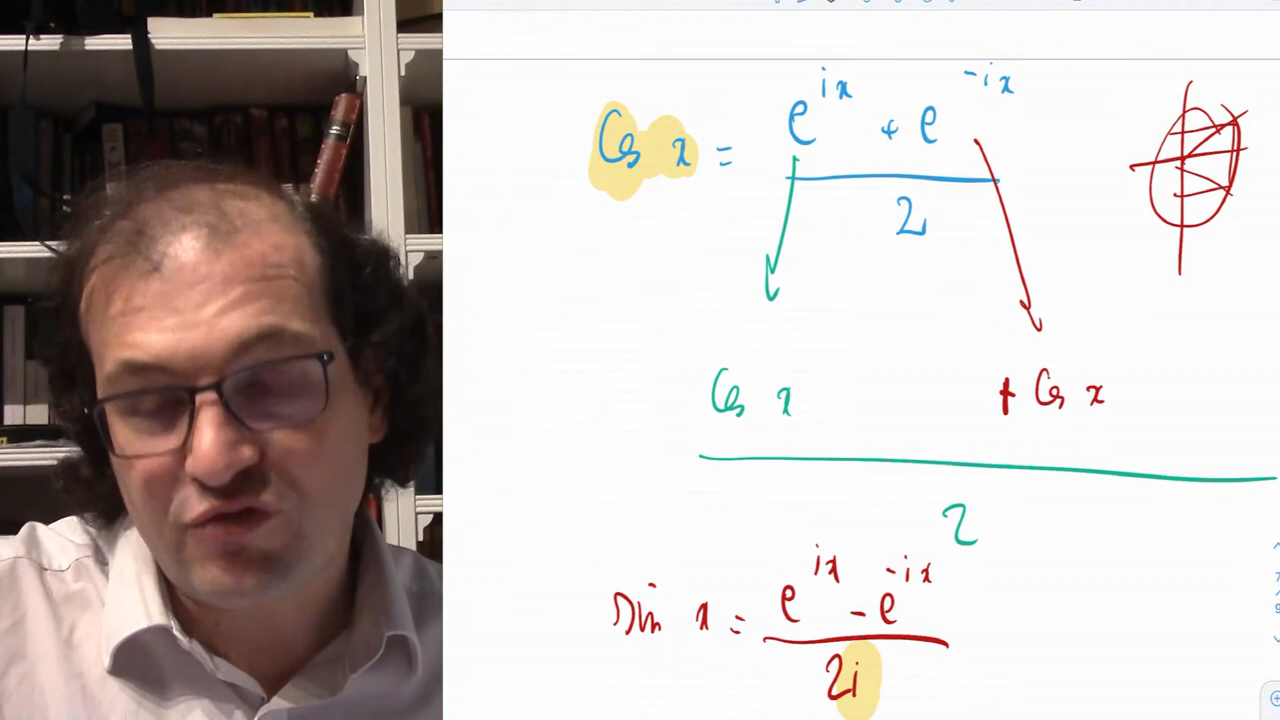 Cos x = e^ix + e^-ix
2
Cos x + Cos x
2
sin x = e^ix - e^-ix
2i